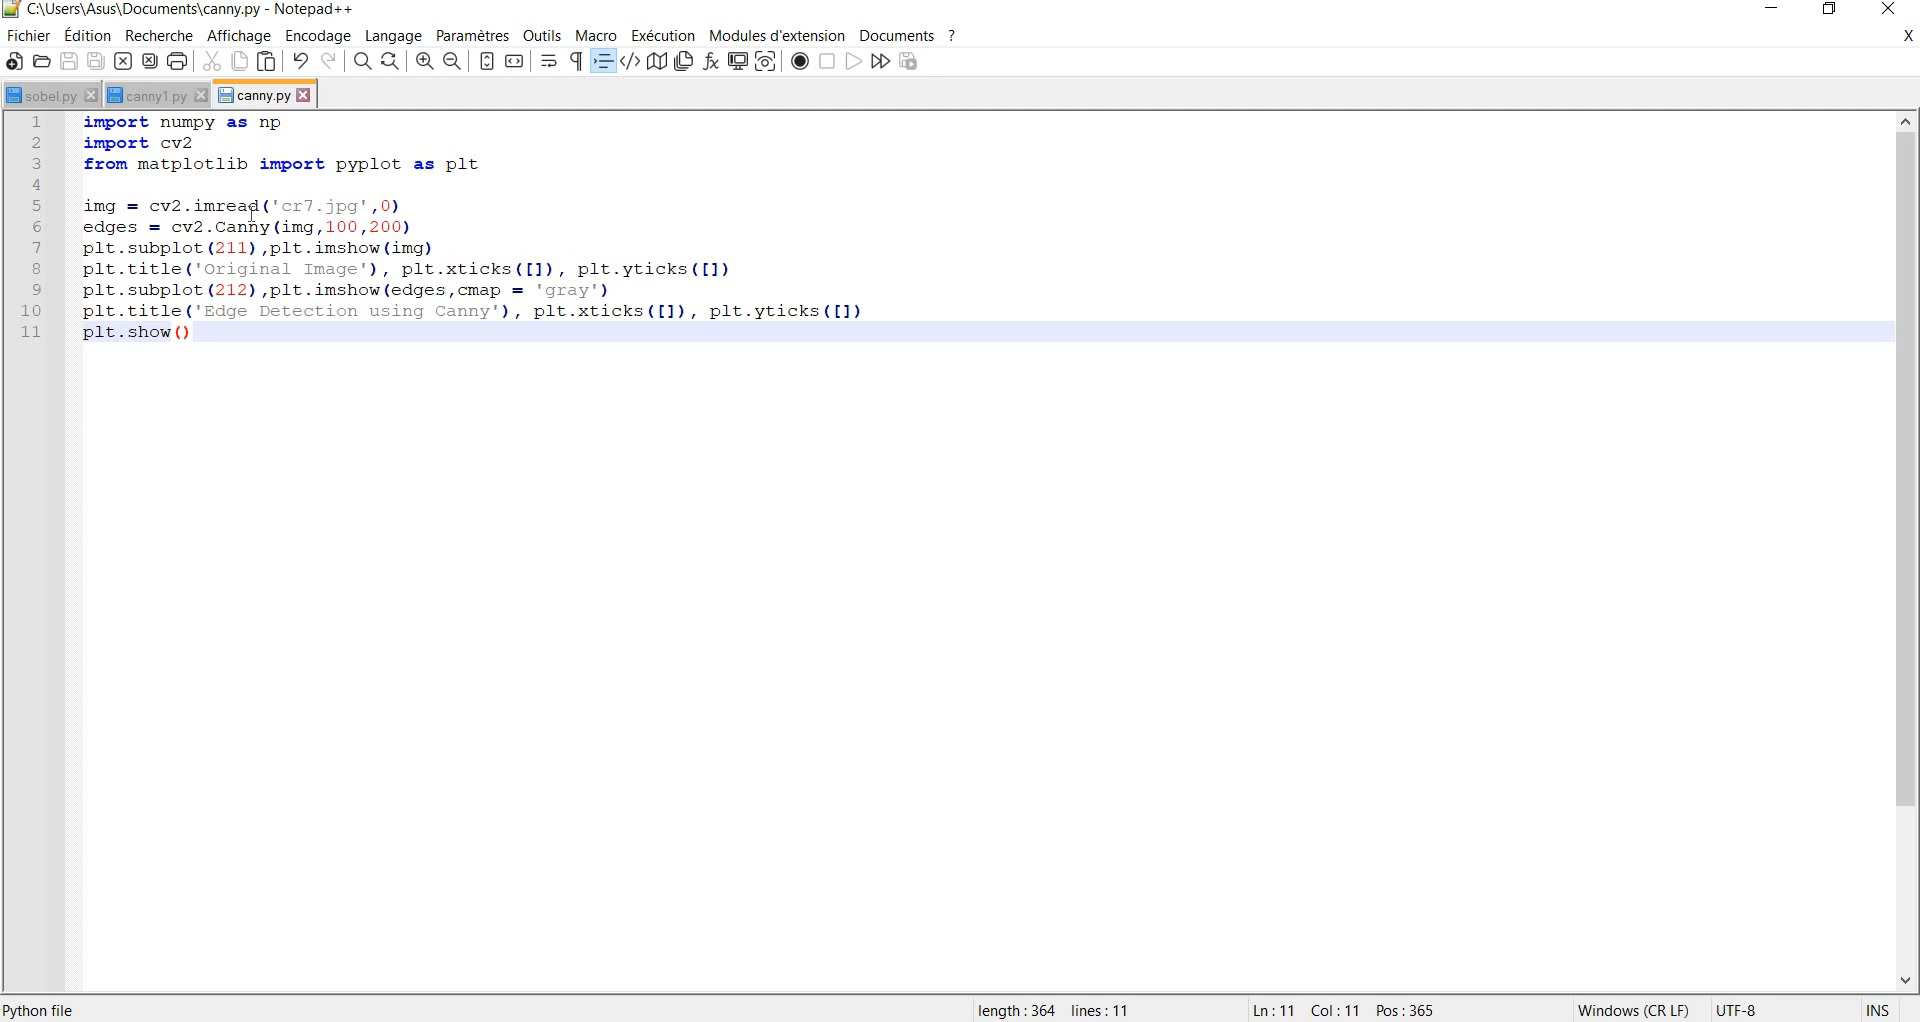 C:\Users\Asus\Documents\canny.py - Notepad++
Fichier Édition Recherche Affichage Encodage Langage Paramètres Outils Macro Exécution Modules d'extension Documents ? X
sobel.py canny1.py canny.py
1 import numpy as np
2 import cv2
3 from matplotlib import pyplot as plt
4
5 img = cv2.imread('cr7.jpg',0)
6 edges = cv2.Canny(img,100,200)
7 plt.subplot(211),plt.imshow(img)
8 plt.title('Original Image'), plt.xticks([]), plt.yticks([])
9 plt.subplot(212),plt.imshow(edges,cmap = 'gray')
10 plt.title('Edge Detection using Canny'), plt.xticks([]), plt.yticks([])
11 plt.show()
Python file length : 364 lines : 11 Ln : 11 Col : 11 Pos : 365 Windows (CR LF) UTF-8 INS